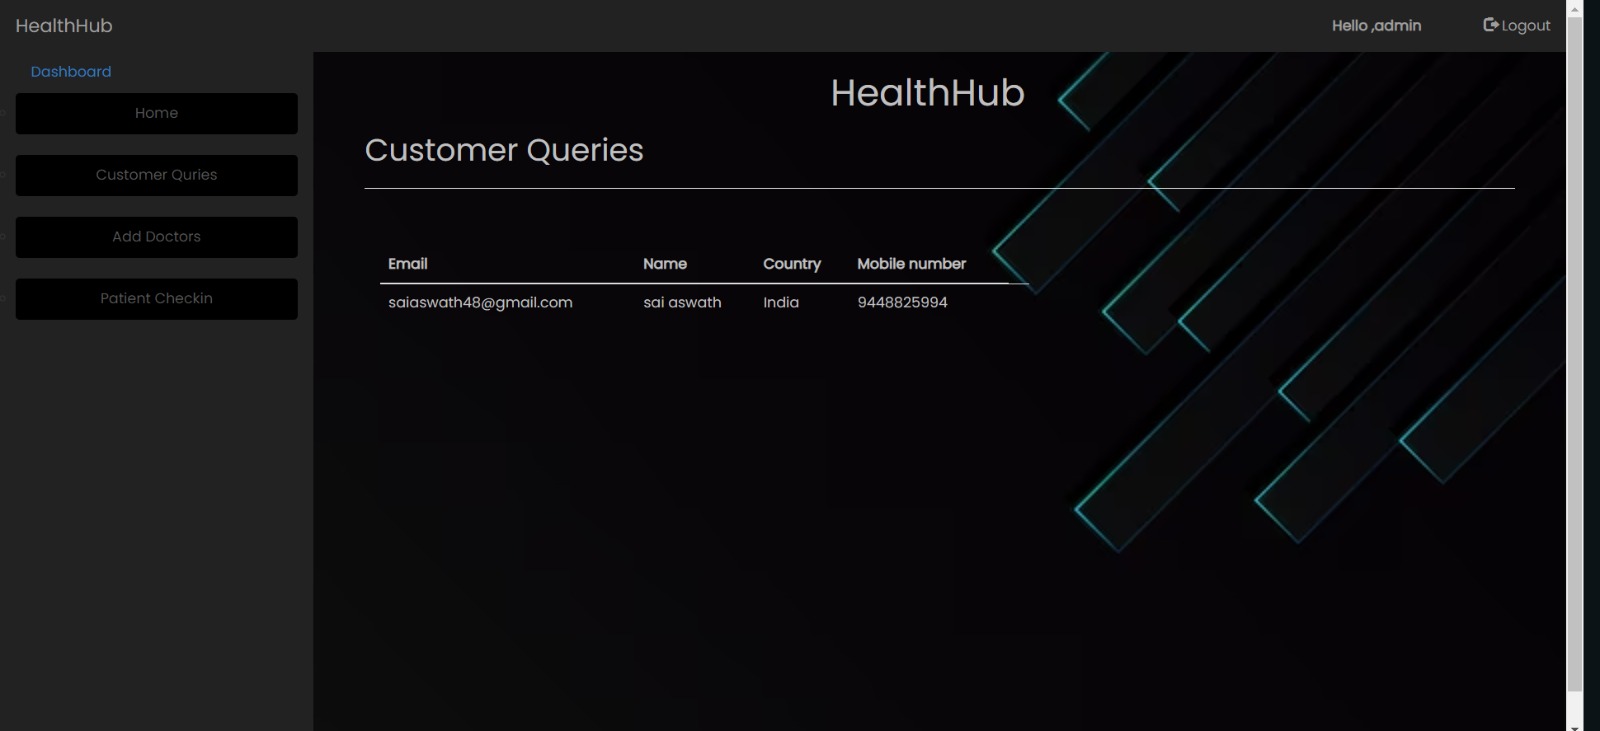 HealthHub
Hello ,admin
Logout
Dashboard
Home
Customer Quries
Add Doctors
Patient Checkin
HealthHub
Customer Queries
Email Name Country Mobile number
saiaswath48@gmail.com sai aswath India 9448825994